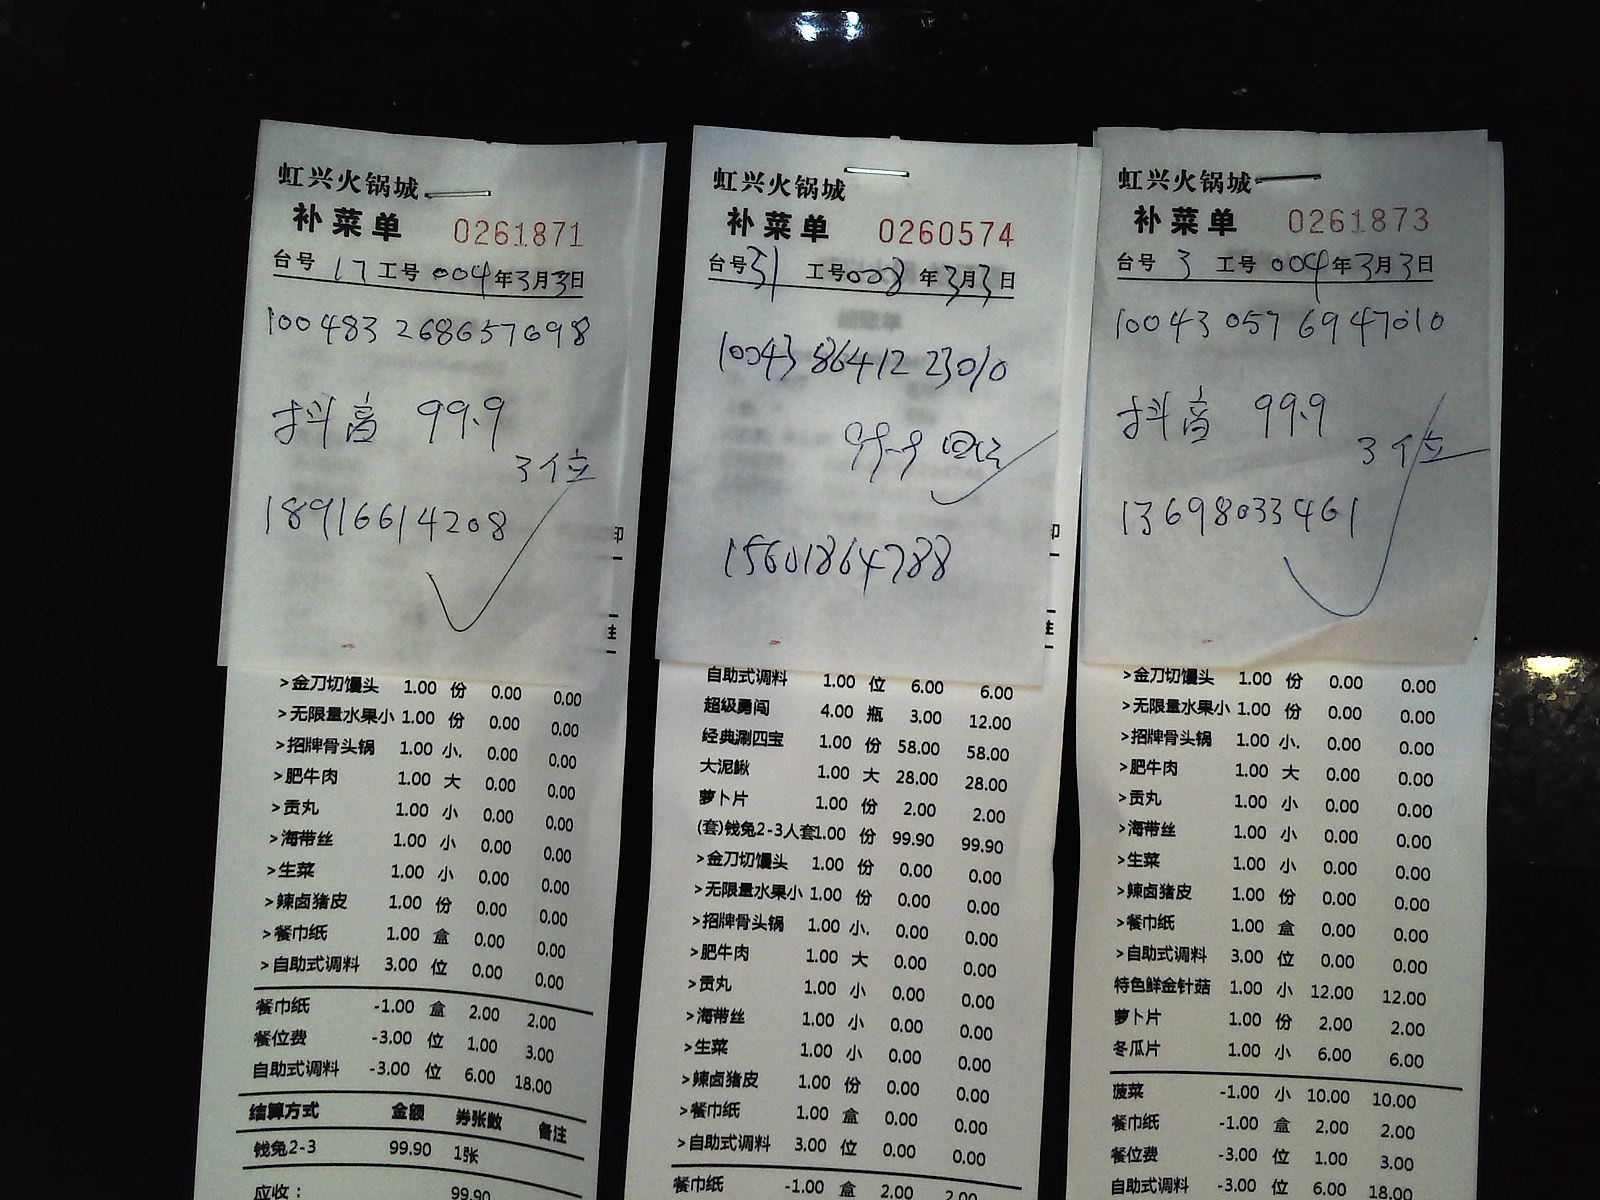 虹兴火锅城
补菜单 0261871
台号 17 工号 004 年3月3日
100483 268657698
抖音 99.9
3位
18916614208
>金刀切馒头 1.00 份 0.00 0.00
>无限量水果小 1.00 份 0.00 0.00
>招牌骨头锅 1.00 小. 0.00 0.00
>肥牛肉 1.00 大 0.00 0.00
>贡丸 1.00 小 0.00 0.00
>海带丝 1.00 小 0.00 0.00
>生菜 1.00 小 0.00 0.00
>辣卤猪皮 1.00 份 0.00 0.00
>餐巾纸 1.00 盒 0.00 0.00
>自助式调料 3.00 位 0.00 0.00
餐巾纸 -1.00 盒 2.00 2.00
餐位费 -3.00 位 1.00 3.00
自助式调料 -3.00 位 6.00 18.00
结算方式 金额 券张数 备注
钱兔2-3 99.90 1张
应收： 99.90
虹兴火锅城
补菜单 0260574
台号 31 工号 008 年3月3日
10043 86412 23010
99.9
15601864788
自助式调料 1.00 位 6.00 6.00
超级勇闯 4.00 瓶 3.00 12.00
经典涮四宝 1.00 份 58.00 58.00
大泥鳅 1.00 大 28.00 28.00
萝卜片 1.00 份 2.00 2.00
(套)钱兔2-3人套1.00 份 99.90 99.90
>金刀切馒头 1.00 份 0.00 0.00
>无限量水果小 1.00 份 0.00 0.00
>招牌骨头锅 1.00 小. 0.00 0.00
>肥牛肉 1.00 大 0.00 0.00
>贡丸 1.00 小 0.00 0.00
>海带丝 1.00 小 0.00 0.00
>生菜 1.00 小 0.00 0.00
>辣卤猪皮 1.00 份 0.00 0.00
>餐巾纸 1.00 盒 0.00 0.00
>自助式调料 3.00 位 0.00 0.00
餐巾纸 -1.00 盒 2.00 2.00
虹兴火锅城
补菜单 0261873
台号 3 工号 004 年3月3日
10043 0576947010
抖音 99.9
3位
13698033461
>金刀切馒头 1.00 份 0.00 0.00
>无限量水果小 1.00 份 0.00 0.00
>招牌骨头锅 1.00 小. 0.00 0.00
>肥牛肉 1.00 大 0.00 0.00
>贡丸 1.00 小 0.00 0.00
>海带丝 1.00 小 0.00 0.00
>生菜 1.00 小 0.00 0.00
>辣卤猪皮 1.00 份 0.00 0.00
>餐巾纸 1.00 盒 0.00 0.00
>自助式调料 3.00 位 0.00 0.00
特色鲜金针菇 1.00 小 12.00 12.00
萝卜片 1.00 份 2.00 2.00
冬瓜片 1.00 小 6.00 6.00
菠菜 -1.00 小 10.00 10.00
餐巾纸 -1.00 盒 2.00 2.00
餐位费 -3.00 位 1.00 3.00
自助式调料 -3.00 位 6.00 18.00